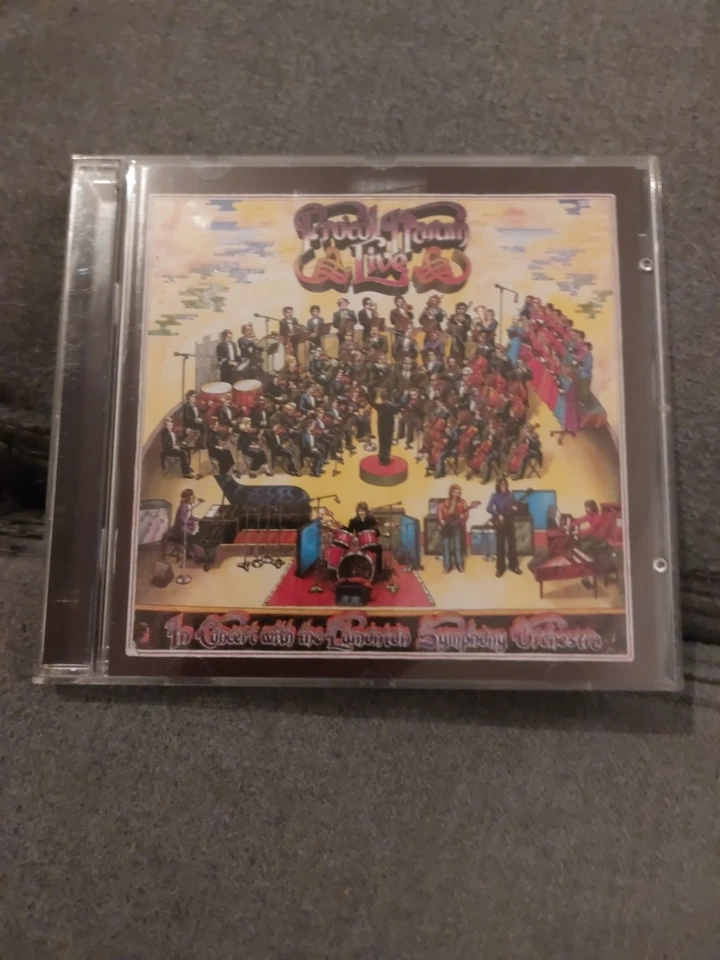 Procol Harum
Live
In Concert with the Edmonton Symphony Orchestra